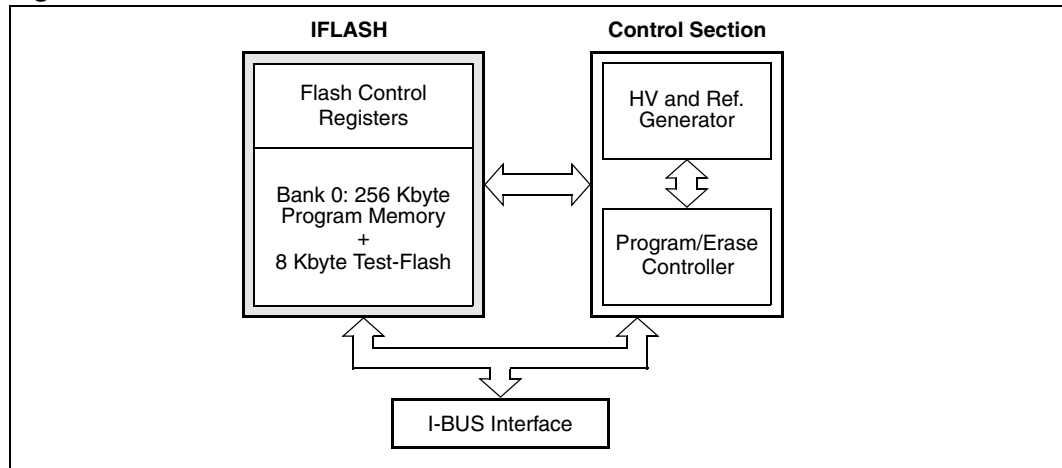 IFLASH
Flash Control
Registers
Bank 0: 256 Kbyte
Program Memory
+
8 Kbyte Test-Flash
Control Section
HV and Ref.
Generator
Program/Erase
Controller
I-BUS Interface